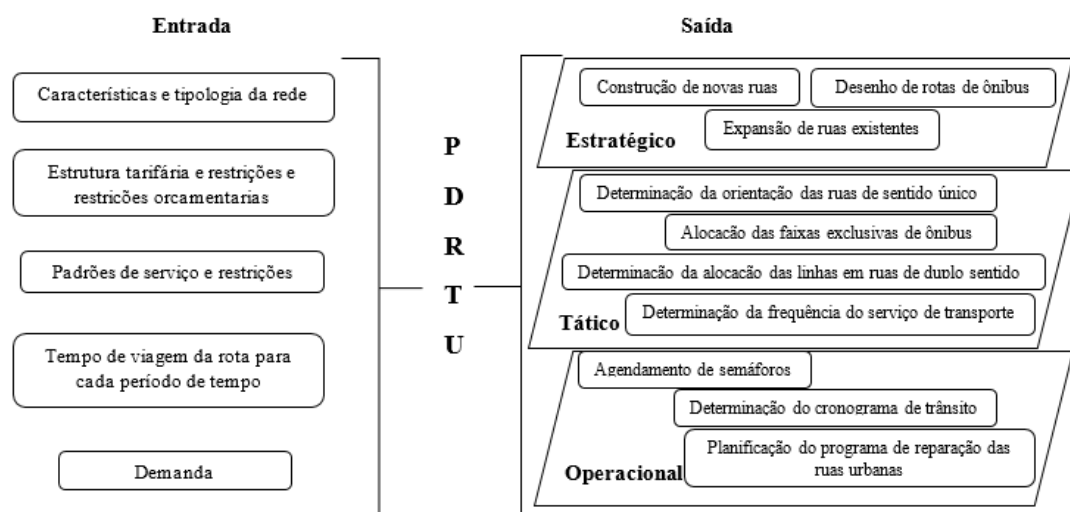 Entrada
Características e tipologia da rede
Estrutura tarifária e restrições e
restricões orcamentarias
Padrões de serviço e restrições
Tempo de viagem da rota para
cada período de tempo
Demanda
P
D
R
T
U
Saída
Construção de novas ruas
Desenho de rotas de ônibus
Expansão de ruas existentes
Estratégico
Determinação da orientação das ruas de sentido único
Alocacão das faixas exclusivas de ônibus
Determinacão da alocacão das linhas em ruas de duplo sentido
Determinação da frequência do serviço de transporte
Tático
Agendamento de semáforos
Determinação do cronograma de trânsito
Planificação do programa de reparação das
ruas urbanas
Operacional